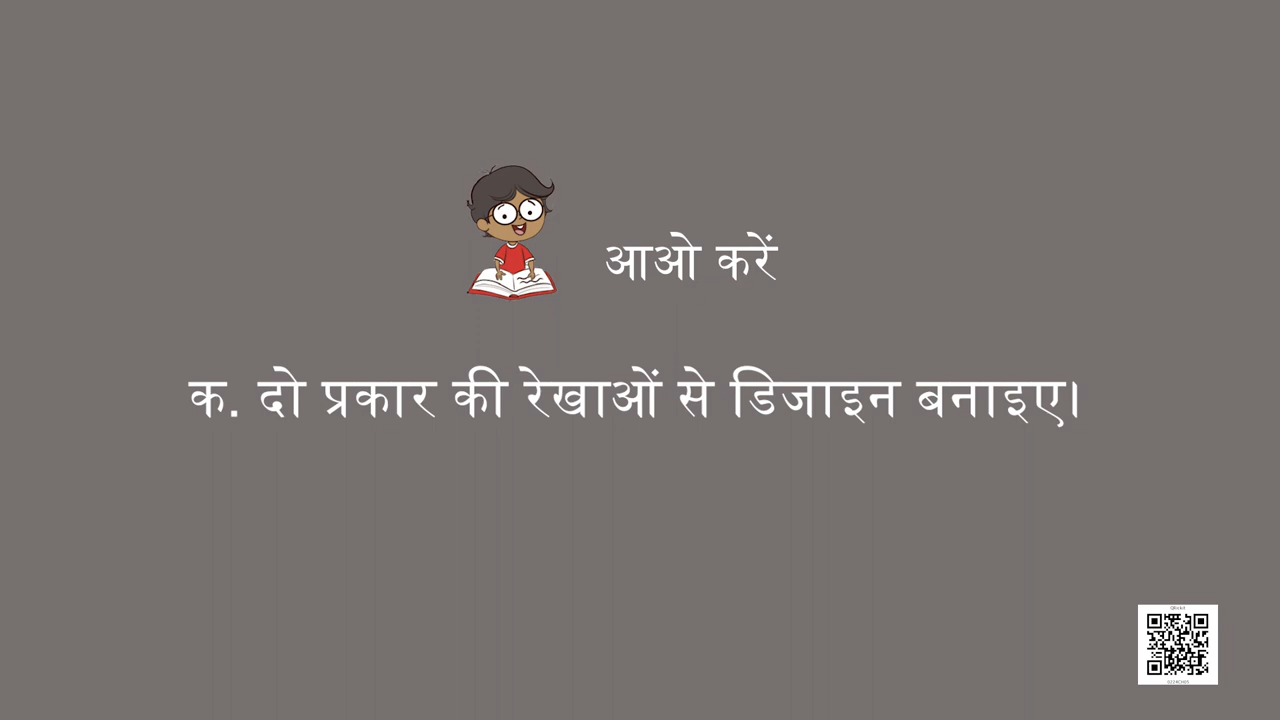 आओ करें
क. दो प्रकार की रेखाओं से डिजाइन बनाइए।